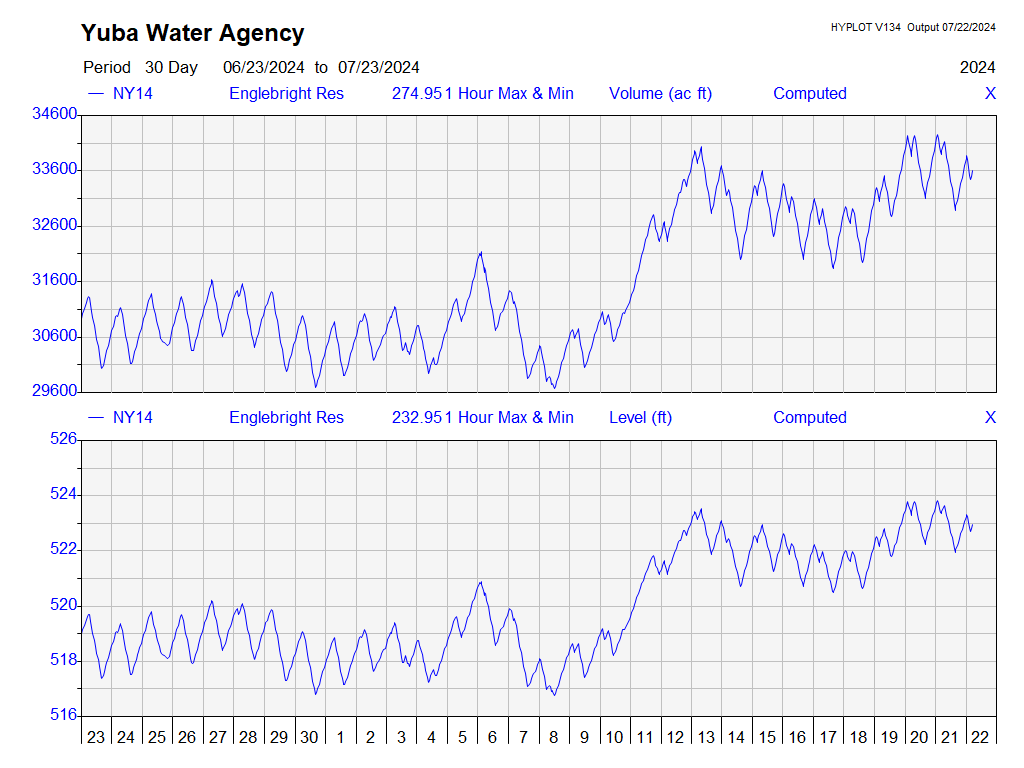 Yuba Water Agency
HYPLOT V134 Output 07/22/2024
Period 30 Day 06/23/2024 to 07/23/2024 2024
NY14 Englebright Res 274.951 Hour Max & Min Volume (ac ft) Computed X
34600
33600
32600
31600
30600
29600
NY14 Englebright Res 232.951 Hour Max & Min Level (ft) Computed X
526
524
522
520
518
516
23 24 25 26 27 28 29 30 1 2 3 4 5 6 7 8 9 10 11 12 13 14 15 16 17 18 19 20 21 22